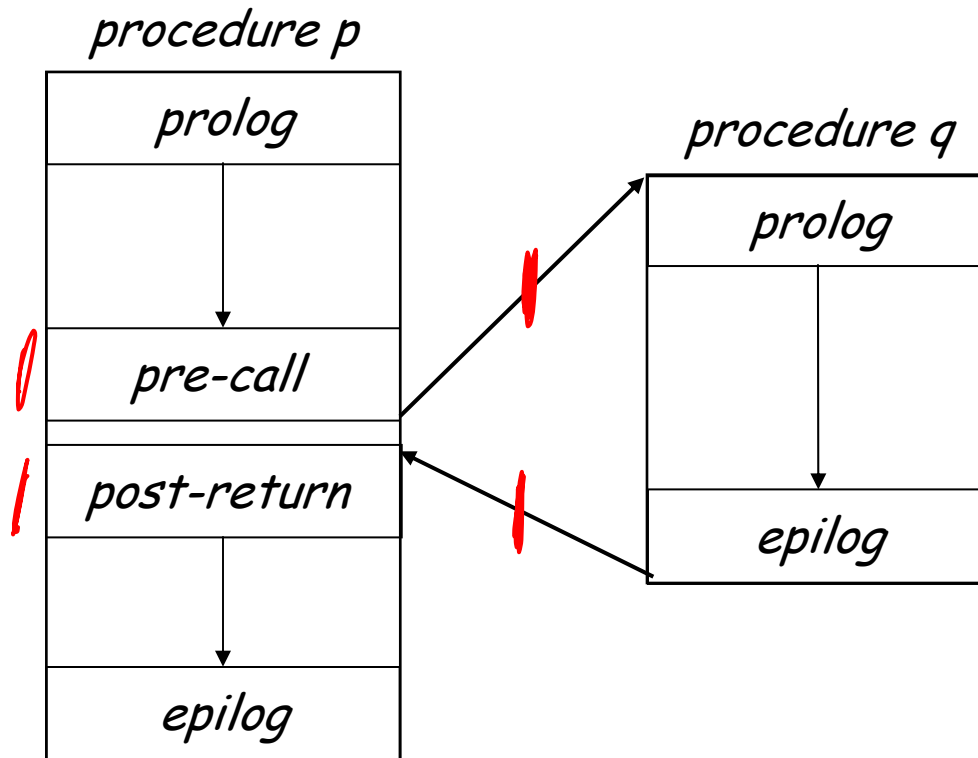 procedure p
prolog
pre-call
post-return
epilog
procedure q
prolog
epilog